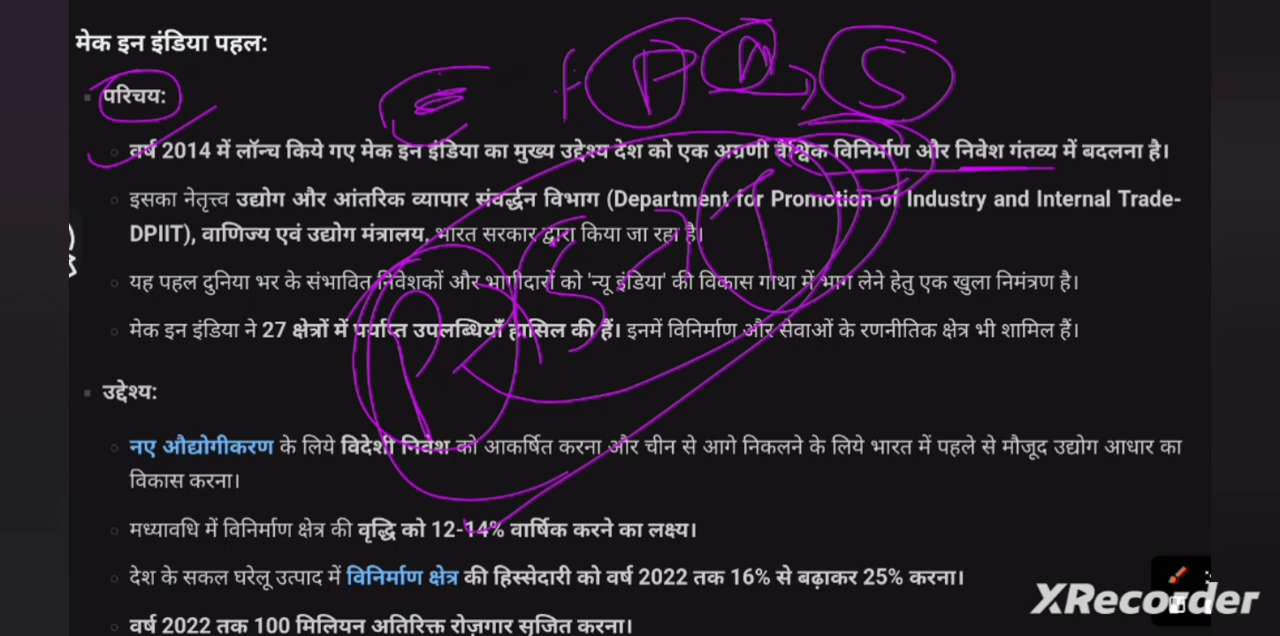 मेक इन इंडिया पहल:
परिचय:
वर्ष 2014 में लॉन्च किये गए मेक इन इंडिया का मुख्य उद्देश्य देश को एक अग्रणी वैश्विक विनिर्माण और निवेश गंतव्य में बदलना है।
इसका नेतृत्त्व उद्योग और आंतरिक व्यापार संवर्द्धन विभाग (Department for Promotion of Industry and Internal Trade-
DPIIT), वाणिज्य एवं उद्योग मंत्रालय, भारत सरकार द्वारा किया जा रहा है।
यह पहल दुनिया भर के संभावित निवेशकों और भागीदारों को 'न्यू इंडिया' की विकास गाथा में भाग लेने हेतु एक खुला निमंत्रण है।
मेक इन इंडिया ने 27 क्षेत्रों में पर्याप्त उपलब्धियाँ हासिल की हैं। इनमें विनिर्माण और सेवाओं के रणनीतिक क्षेत्र भी शामिल हैं।
उद्देश्य:
नए औद्योगीकरण के लिये विदेशी निवेश को आकर्षित करना और चीन से आगे निकलने के लिये भारत में पहले से मौजूद उद्योग आधार का
विकास करना।
मध्यावधि में विनिर्माण क्षेत्र की वृद्धि को 12-14% वार्षिक करने का लक्ष्य।
देश के सकल घरेलू उत्पाद में विनिर्माण क्षेत्र की हिस्सेदारी को वर्ष 2022 तक 16% से बढ़ाकर 25% करना।
वर्ष 2022 तक 100 मिलियन अतिरिक्त रोज़गार सृजित करना।
XRecorder